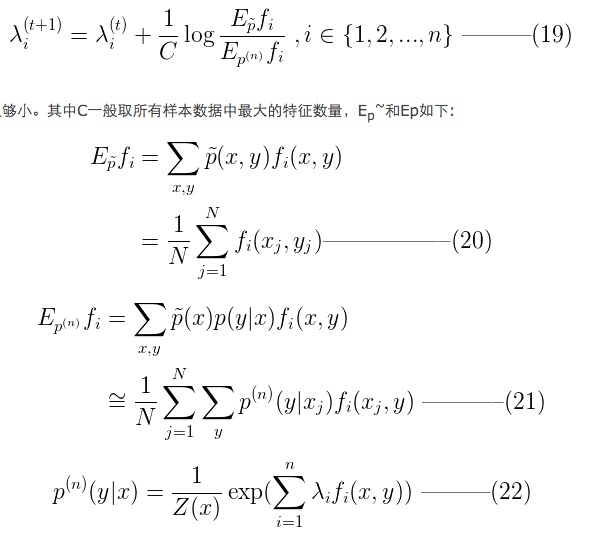 λ_i^{(t+1)} = λ_i^{(t)} + \frac{1}{C} \log \frac{E_{\tilde{p}} f_i}{E_{p^{(n)}} f_i} , i ∈ {1, 2, ..., n} ———(19)
够小。其中C一般取所有样本数据中最大的特征数量，E_p~和Ep如下：
E_{\tilde{p}} f_i = \sum_{x,y} \tilde{p}(x, y) f_i(x, y)
= \frac{1}{N} \sum_{j=1}^{N} f_i(x_j, y_j)—————(20)
E_{p^{(n)}} f_i = \sum_{x,y} \tilde{p}(x) p(y|x) f_i(x, y)
≅ \frac{1}{N} \sum_{j=1}^{N} \sum_{y} p^{(n)}(y|x_j) f_i(x_j, y) ———(21)
p^{(n)}(y|x) = \frac{1}{Z(x)} \exp(\sum_{i=1}^{n} λ_i f_i(x, y)) ———(22)